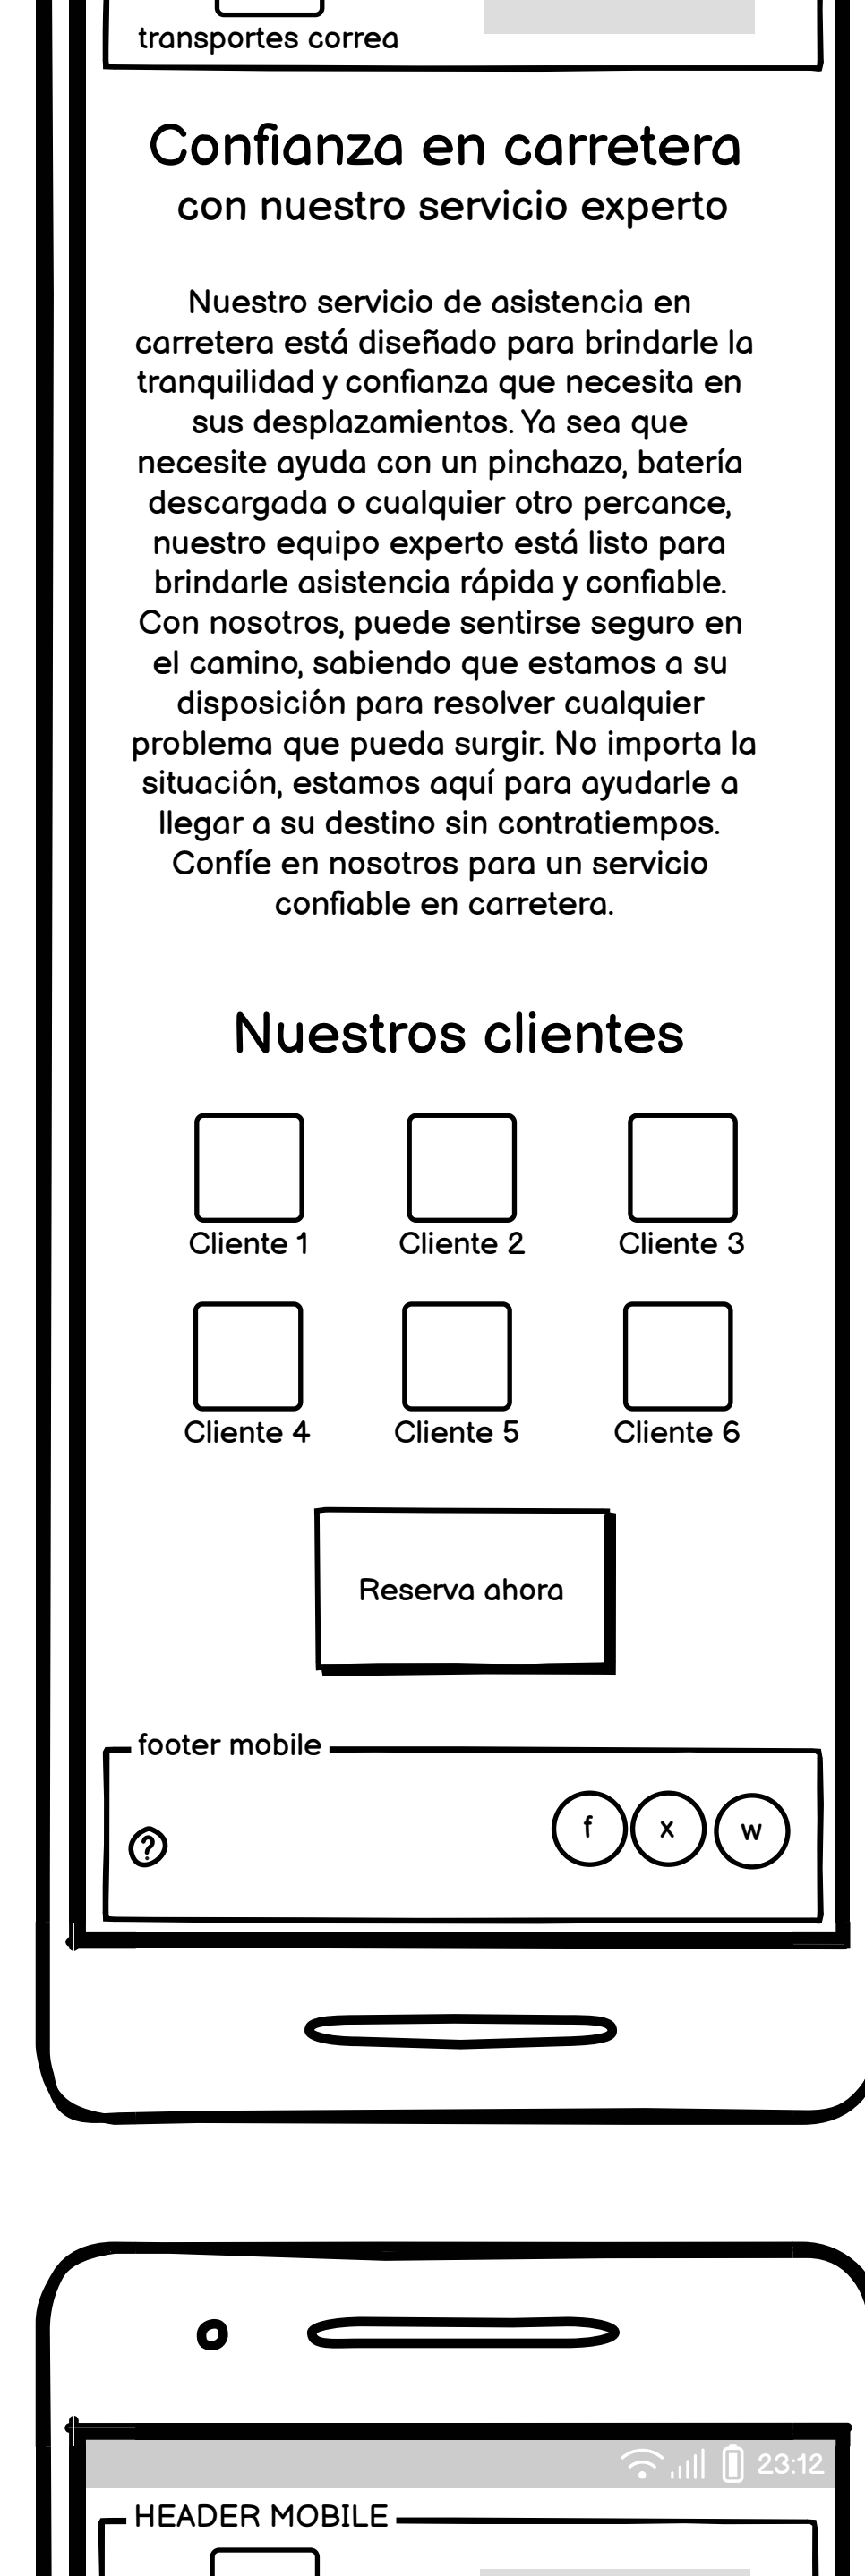 transportes correa
Confianza en carretera
con nuestro servicio experto
Nuestro servicio de asistencia en
carretera está diseñado para brindarle la
tranquilidad y confianza que necesita en
sus desplazamientos. Ya sea que
necesite ayuda con un pinchazo, batería
descargada o cualquier otro percance,
nuestro equipo experto está listo para
brindarle asistencia rápida y confiable.
Con nosotros, puede sentirse seguro en
el camino, sabiendo que estamos a su
disposición para resolver cualquier
problema que pueda surgir. No importa la
situación, estamos aquí para ayudarle a
llegar a su destino sin contratiempos.
Confíe en nosotros para un servicio
confiable en carretera.
Nuestros clientes
Cliente 1 Cliente 2 Cliente 3
Cliente 4 Cliente 5 Cliente 6
Reserva ahora
footer mobile
? f x w
23:12
HEADER MOBILE